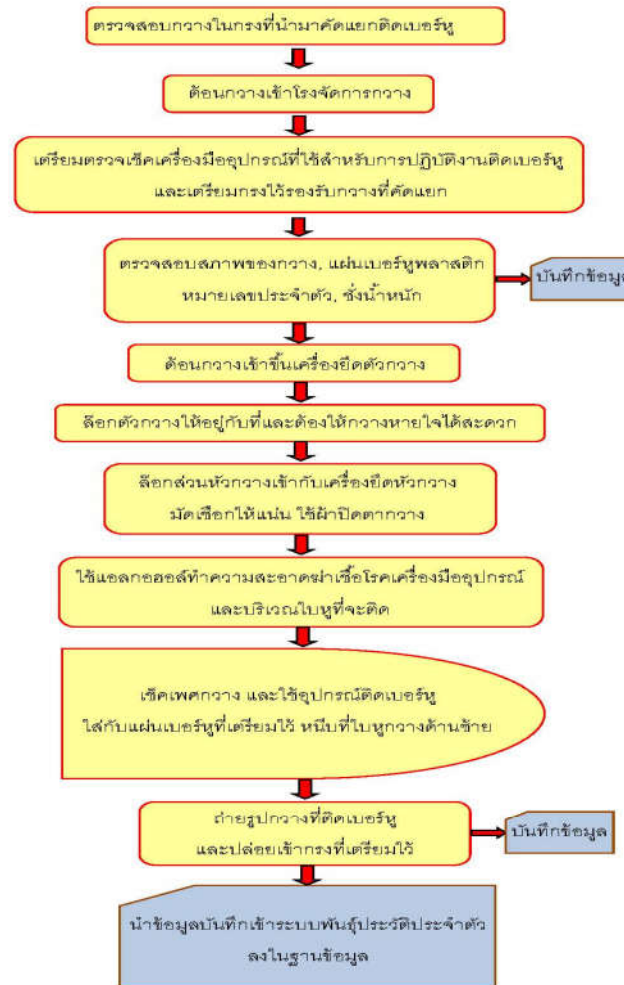 ตรวจสอบกวางในกรงที่นำมาคัดแยกติดเบอร์หู
ต้อนกวางเข้าโรงจัดการกวาง
เตรียมตรวจเช็คเครื่องมืออุปกรณ์ที่ใช้สำหรับการปฏิบัติงานติดเบอร์หู
และเตรียมกรงไว้รองรับกวางที่คัดแยก
ตรวจสอบสภาพของกวาง, แผ่นเบอร์หูพลาสติก
หมายเลขประจำตัว, ชั่งน้ำหนัก
บันทึกข้อมูล
ต้อนกวางเข้าขึ้นเครื่องยึดตัวกวาง
ล๊อกตัวกวางให้อยู่กับที่และต้องให้กวางหายใจได้สะดวก
ล๊อกส่วนหัวกวางเข้ากับเครื่องยึดหัวกวาง
มัดเชือกให้แน่น ใช้ผ้าปิดตากวาง
ใช้แอลกอฮอล์ทำความสะอาดฆ่าเชื้อโรคเครื่องมืออุปกรณ์
และบริเวณใบหูที่จะติด
เช็คเพศกวาง และใช้อุปกรณ์ติดเบอร์หู
ใส่กับแผ่นเบอร์หูที่เตรียมไว้ หนีบที่ใบหูกวางด้านซ้าย
ถ่ายรูปกวางที่ติดเบอร์หู
และปล่อยเข้ากรงที่เตรียมไว้
บันทึกข้อมูล
นำข้อมูลบันทึกเข้าระบบพันธุ์ประวัติประจำตัว
ลงในฐานข้อมูล